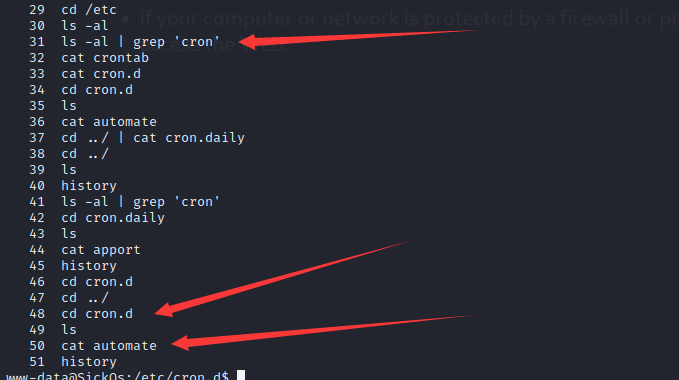 If your computer or network is protected by a firewall or pr
29 cd /etc
30 ls -al
31 ls -al | grep 'cron'
32 cat crontab
33 cat cron.d
34 cd cron.d
35 ls
36 cat automate
37 cd ../ | cat cron.daily
38 cd ../
39 ls
40 history
41 ls -al | grep 'cron'
42 cd cron.daily
43 ls
44 cat apport
45 history
46 cd cron.d
47 cd ../
48 cd cron.d
49 ls
50 cat automate
51 history
www-data@SickOs:/etc/cron.d$